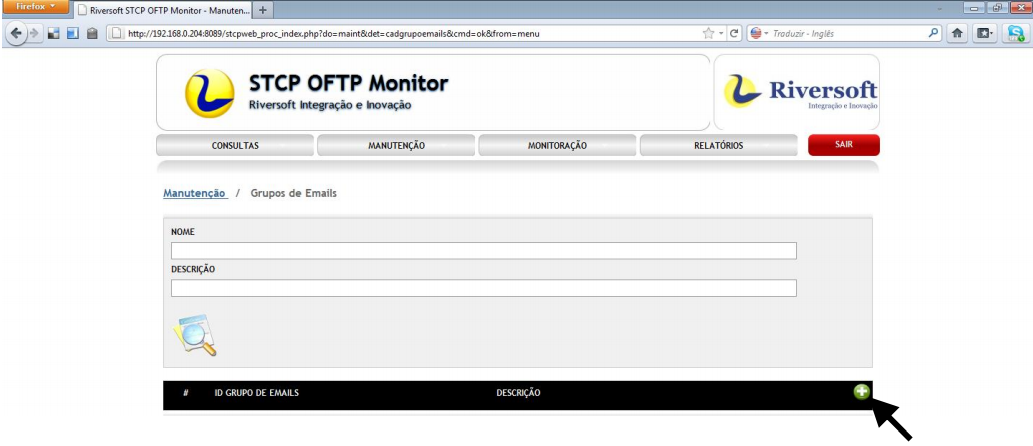 Firefox
Riversoft STCP OFTP Monitor - Manuten...
http://192.168.0.204:8089/stcpweb_proc_index.php?do=maint&det=cadgrupoemails&cmd=ok&from=menu
Traduzir - Inglês
STCP OFTP Monitor
Riversoft Integração e Inovação
Riversoft
Integração e Inovação
CONSULTAS MANUTENÇÃO MONITORAÇÃO RELATÓRIOS SAIR
Manutenção / Grupos de Emails
NOME
DESCRIÇÃO
# ID GRUPO DE EMAILS DESCRIÇÃO